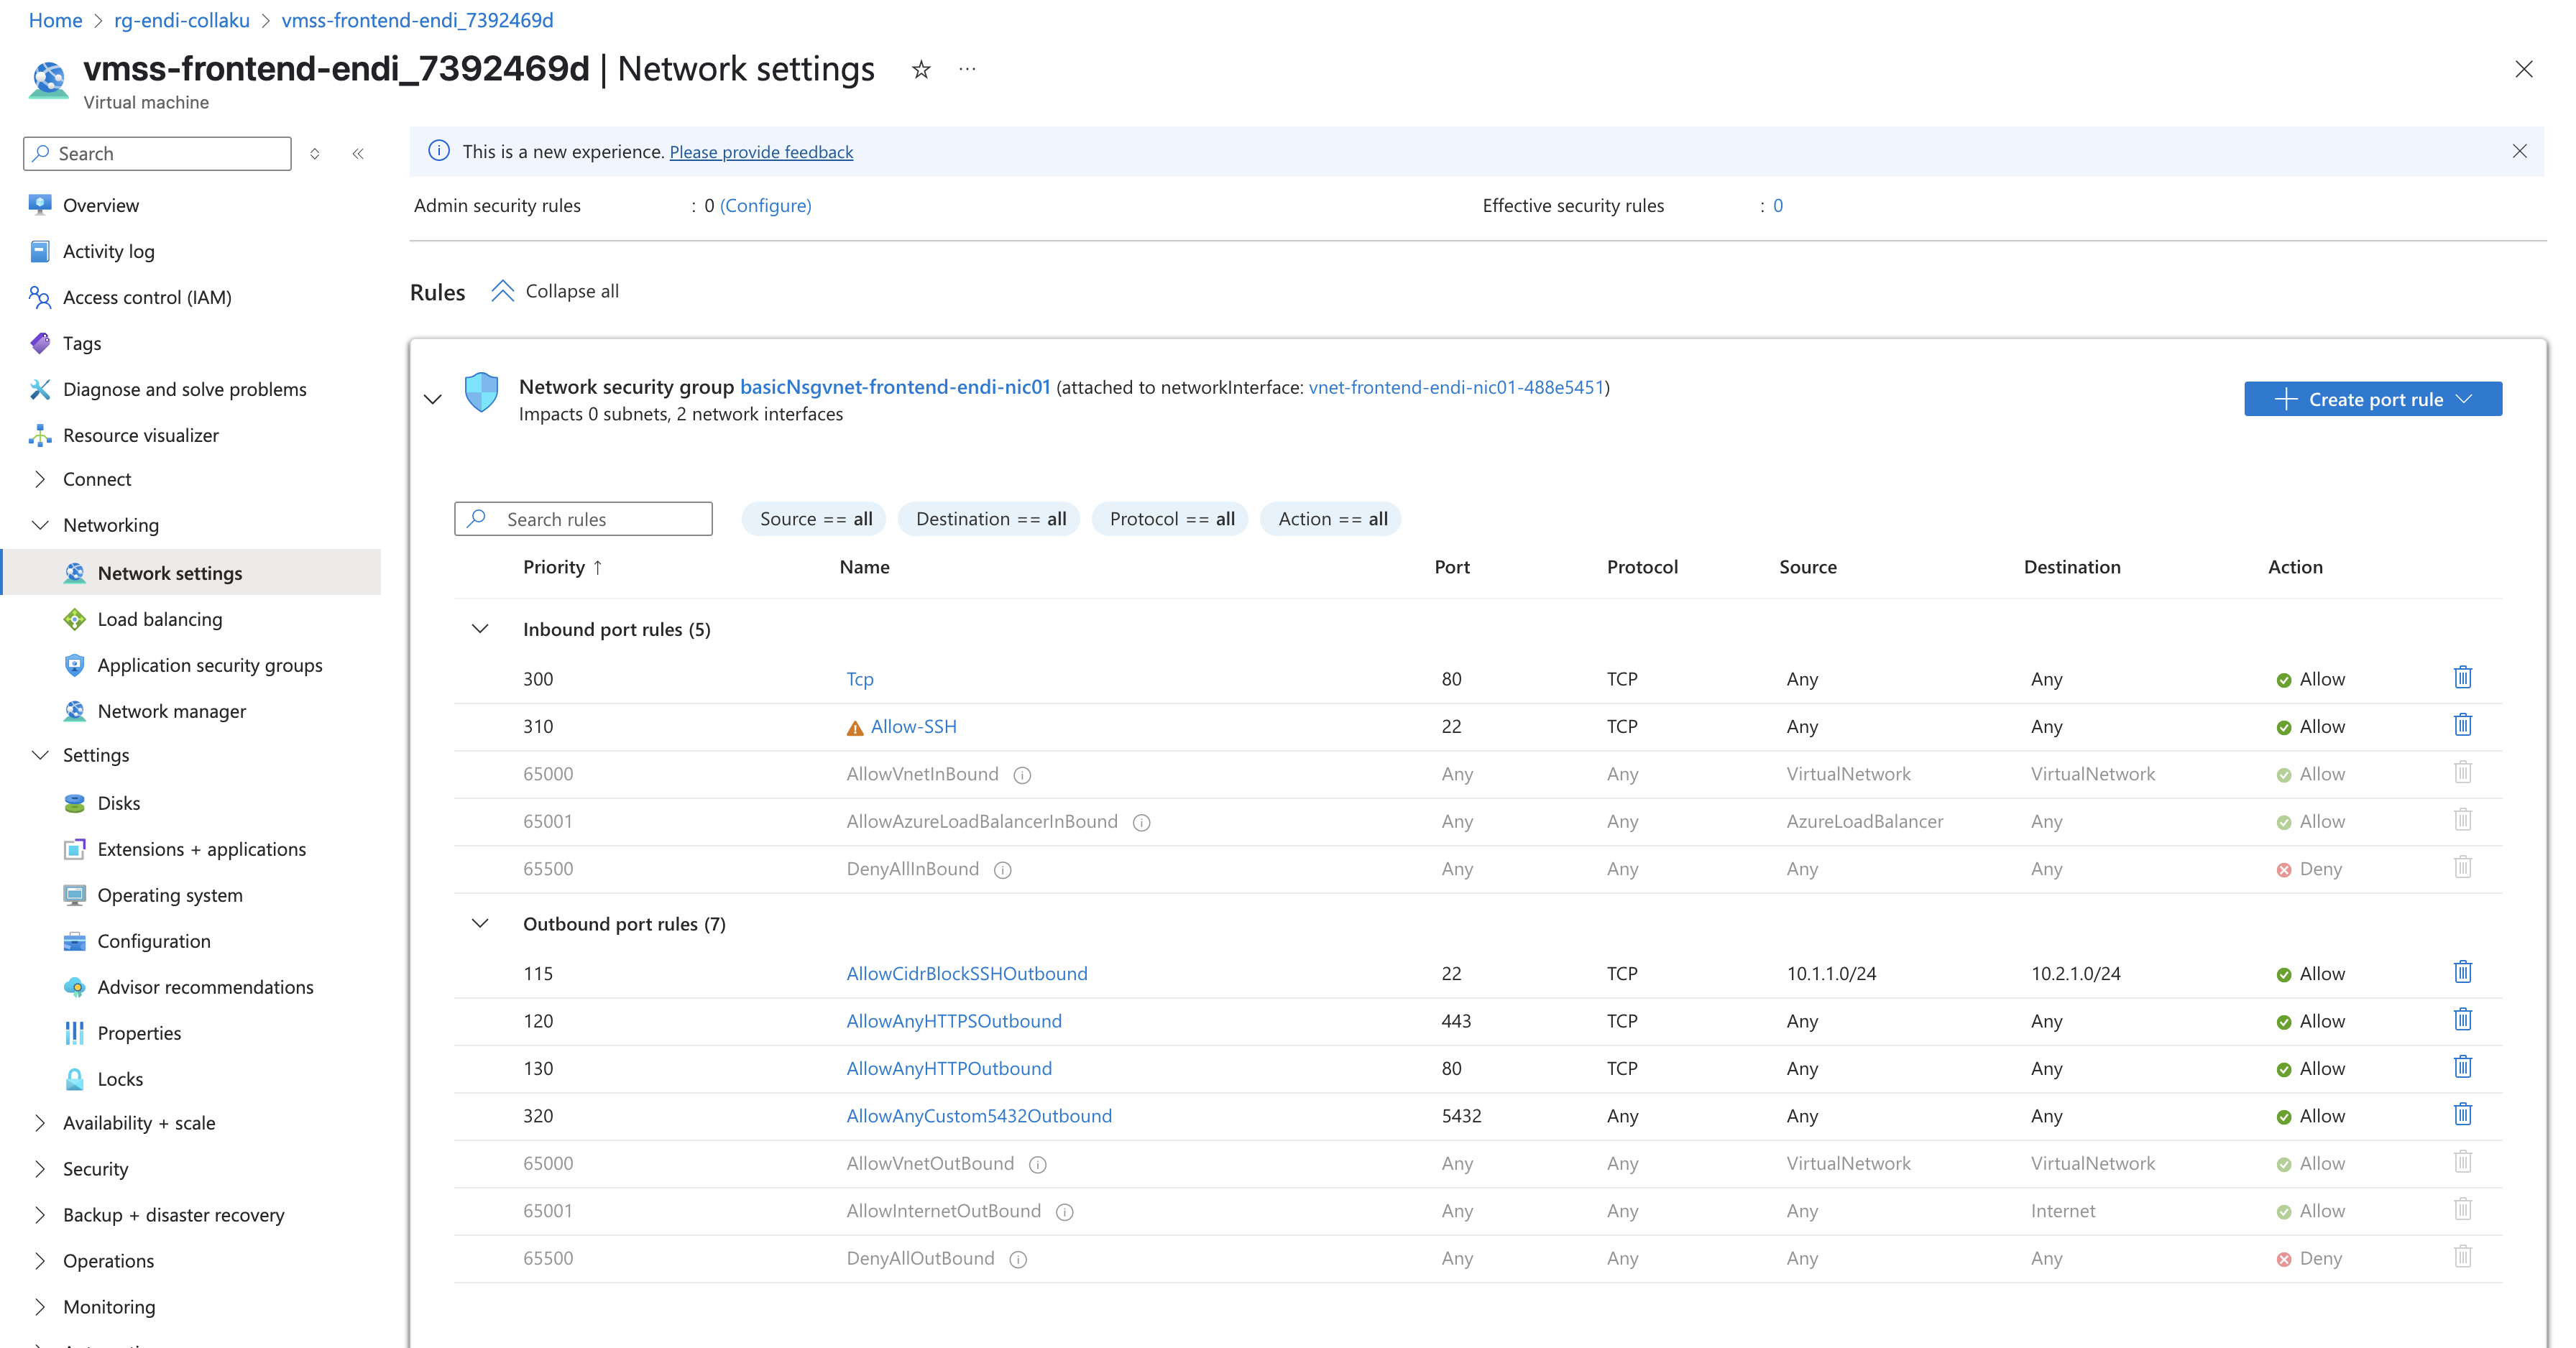 Home > rg-endi-collaku > vmss-frontend-endi_7392469d
vmss-frontend-endi_7392469d | Network settings
Virtual machine
Search
This is a new experience. Please provide feedback
Overview
Activity log
Access control (IAM)
Tags
Diagnose and solve problems
Resource visualizer
Connect
Networking
Network settings
Load balancing
Application security groups
Network manager
Settings
Disks
Extensions + applications
Operating system
Configuration
Advisor recommendations
Properties
Locks
Availability + scale
Security
Backup + disaster recovery
Operations
Monitoring
Admin security rules : 0 (Configure) Effective security rules : 0
Rules Collapse all
Network security group basicNsgvnet-frontend-endi-nic01 (attached to networkInterface: vnet-frontend-endi-nic01-488e5451)
Impacts 0 subnets, 2 network interfaces
Create port rule
Search rules Source == all Destination == all Protocol == all Action == all
Priority ↑ Name Port Protocol Source Destination Action
Inbound port rules (5)
300 Tcp 80 TCP Any Any Allow
310 Allow-SSH 22 TCP Any Any Allow
65000 AllowVnetInBound Any Any VirtualNetwork VirtualNetwork Allow
65001 AllowAzureLoadBalancerInBound Any Any AzureLoadBalancer Any Allow
65500 DenyAllInBound Any Any Any Any Deny
Outbound port rules (7)
115 AllowCidrBlockSSHOutbound 22 TCP 10.1.1.0/24 10.2.1.0/24 Allow
120 AllowAnyHTTPSOutbound 443 TCP Any Any Allow
130 AllowAnyHTTPOutbound 80 TCP Any Any Allow
320 AllowAnyCustom5432Outbound 5432 Any Any Any Allow
65000 AllowVnetOutBound Any Any VirtualNetwork VirtualNetwork Allow
65001 AllowInternetOutBound Any Any Any Internet Allow
65500 DenyAllOutBound Any Any Any Any Deny